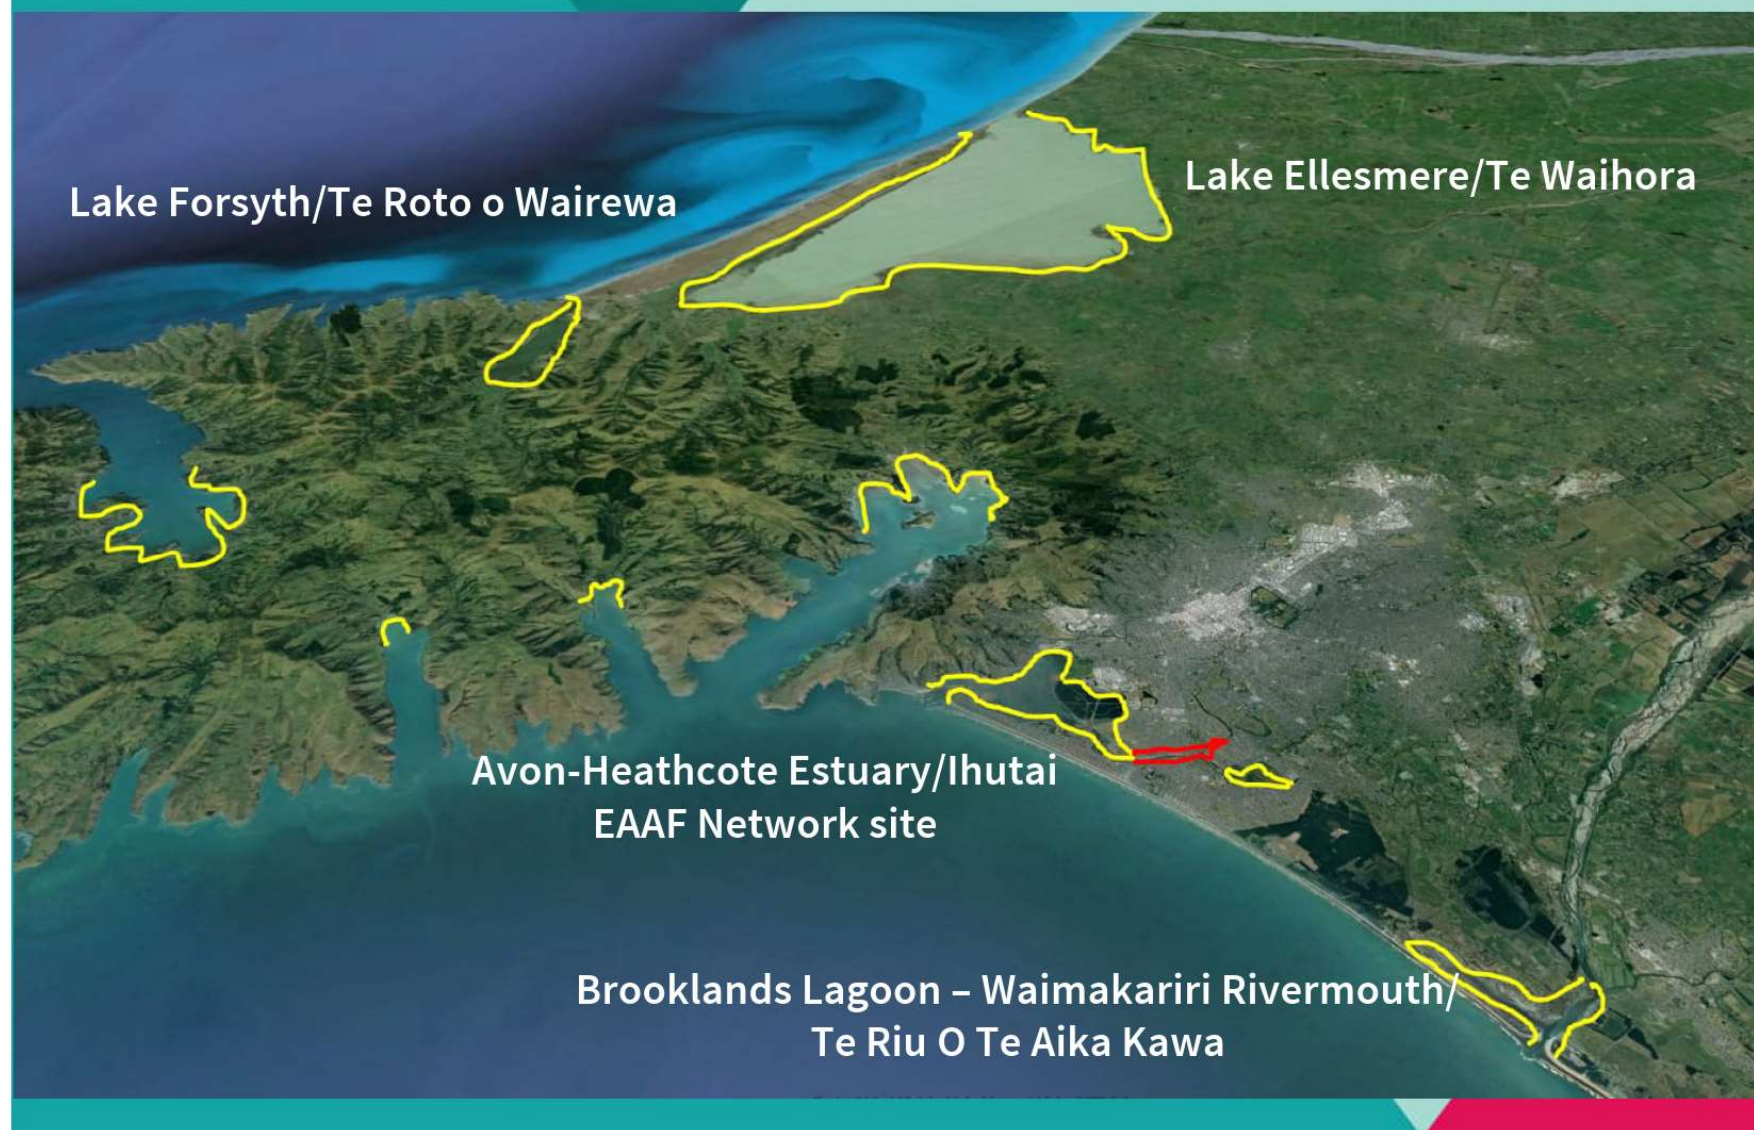 Lake Forsyth/Te Roto o Wairewa
Lake Ellesmere/Te Waihora
Avon-Heathcote Estuary/Ihutai
EAAF Network site
Brooklands Lagoon – Waimakariri Rivermouth/
Te Riu O Te Aika Kawa